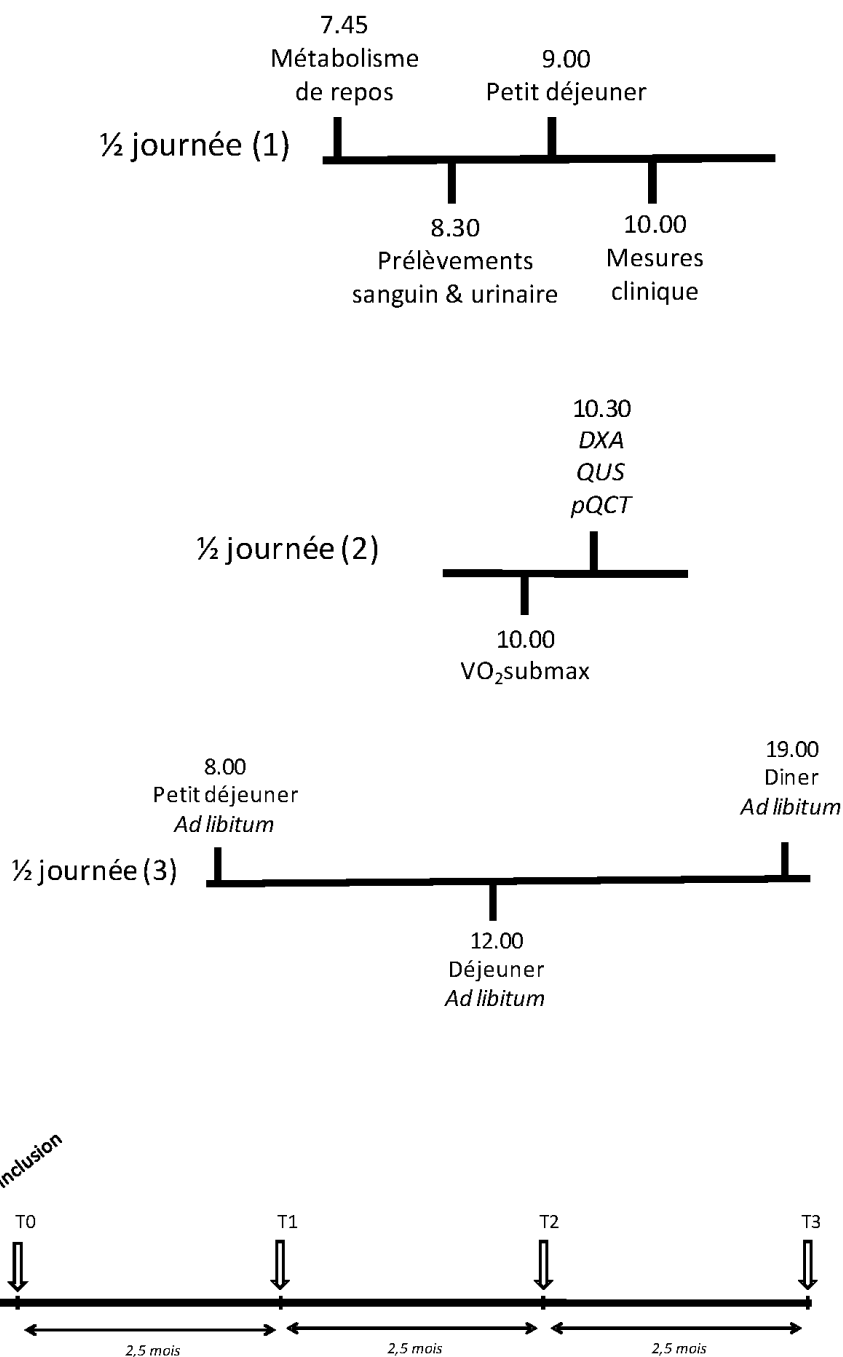 7.45
Métabolisme
de repos
9.00
Petit déjeuner
½ journée (1)
8.30
Prélèvements
sanguin & urinaire
10.00
Mesures
clinique
10.30
DXA
QUS
pQCT
½ journée (2)
10.00
VO₂submax
8.00
Petit déjeuner
Ad libitum
19.00
Diner
Ad libitum
½ journée (3)
12.00
Déjeuner
Ad libitum
Inclusion
T0
T1
T2
T3
2,5 mois
2,5 mois
2,5 mois